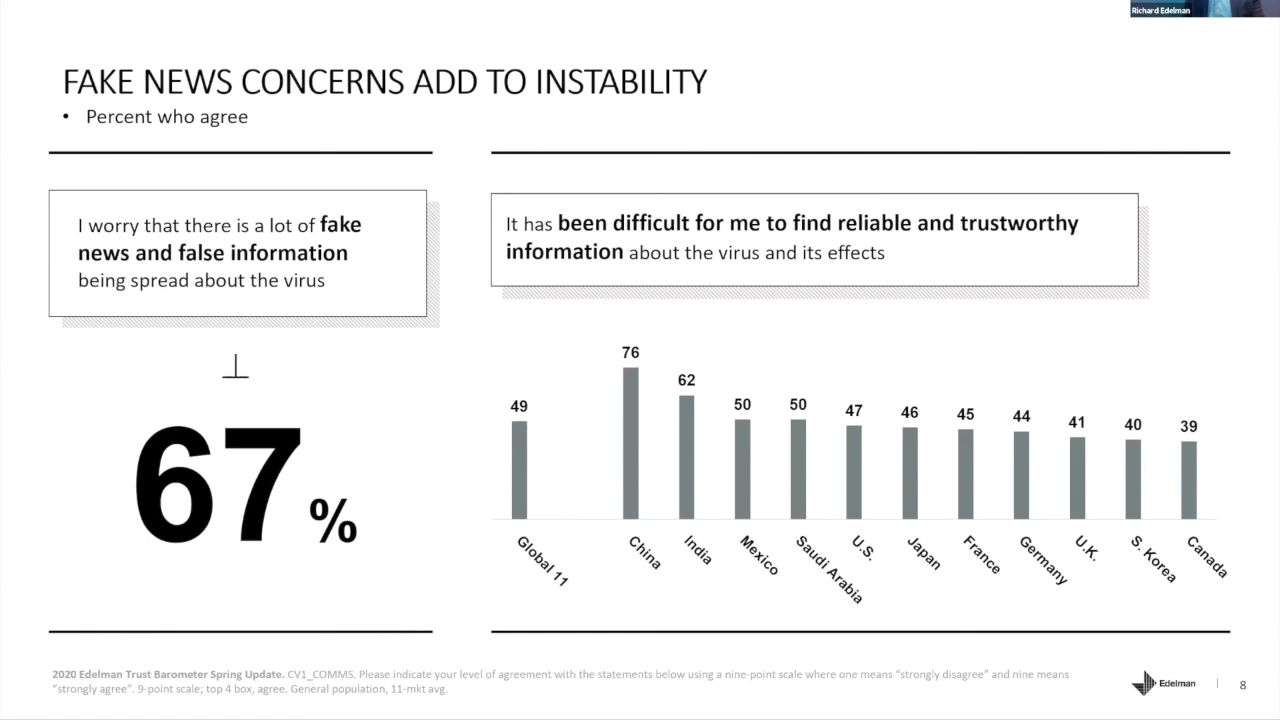 Richard Edelman
FAKE NEWS CONCERNS ADD TO INSTABILITY
• Percent who agree
I worry that there is a lot of fake
news and false information
being spread about the virus
67 %
It has been difficult for me to find reliable and trustworthy
information about the virus and its effects
49
76
62
50
50
47
46
45
44
41
40
39
Global 11
China
India
Mexico
Saudi Arabia
U.S.
Japan
France
Germany
U.K.
S. Korea
Canada
2020 Edelman Trust Barometer Spring Update. CV1_COMMS. Please indicate your level of agreement with the statements below using a nine-point scale where one means “strongly disagree” and nine means
“strongly agree”. 9-point scale; top 4 box, agree. General population, 11-mkt avg.
Edelman
8